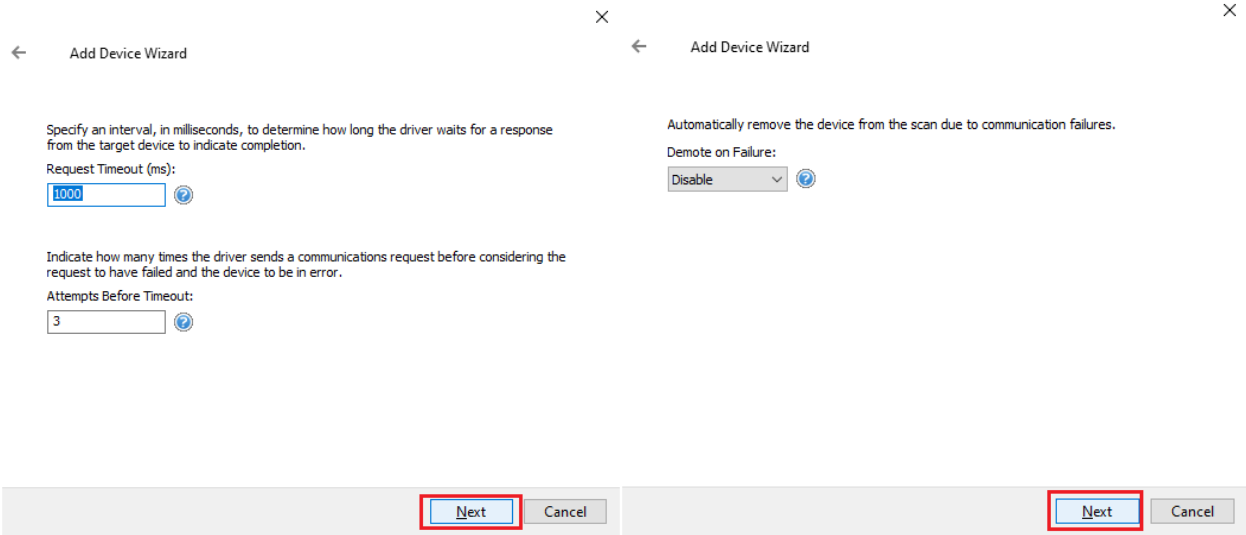 Add Device Wizard
Specify an interval, in milliseconds, to determine how long the driver waits for a response
from the target device to indicate completion.
Request Timeout (ms):
1000
Indicate how many times the driver sends a communications request before considering the
request to have failed and the device to be in error.
Attempts Before Timeout:
3
Next
Cancel
Add Device Wizard
Automatically remove the device from the scan due to communication failures.
Demote on Failure:
Disable
Next
Cancel